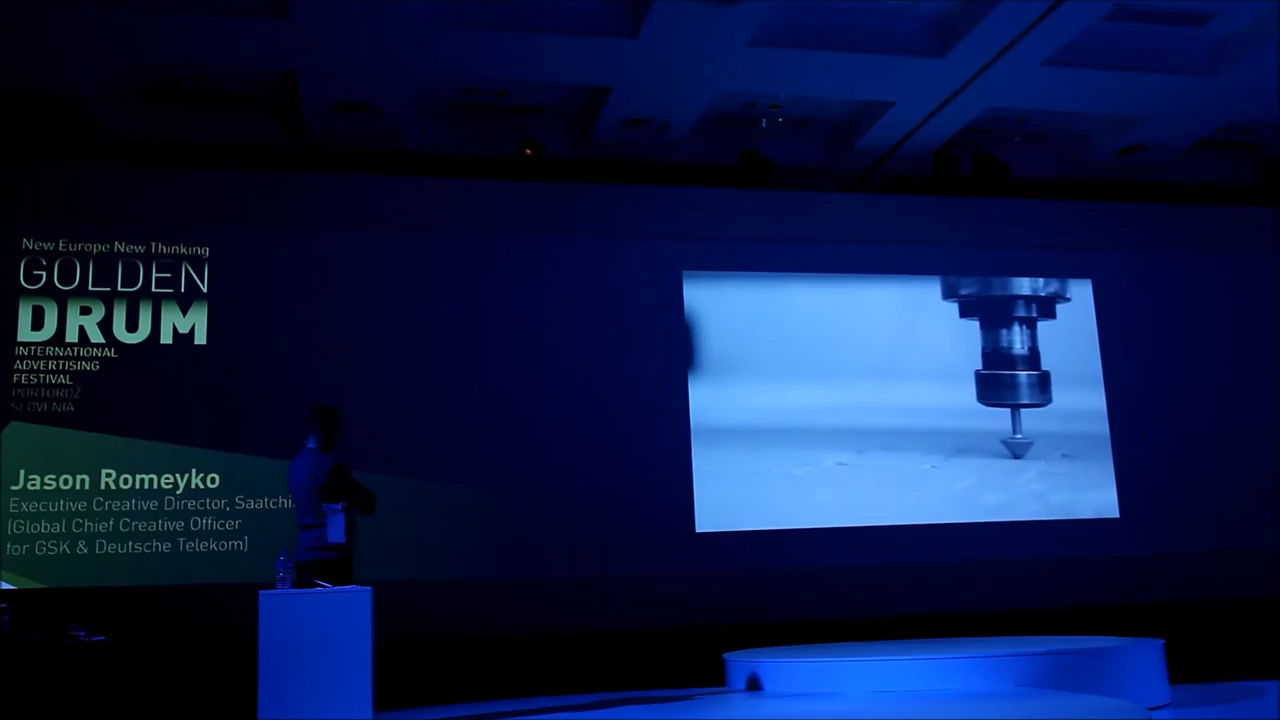 New Europe New Thinking
GOLDEN
DRUM
INTERNATIONAL
ADVERTISING
FESTIVAL
PORTOROŽ
SLOVENIA
Jason Romeyko
Executive Creative Director, Saatchi
(Global Chief Creative Officer
for GSK & Deutsche Telekom)